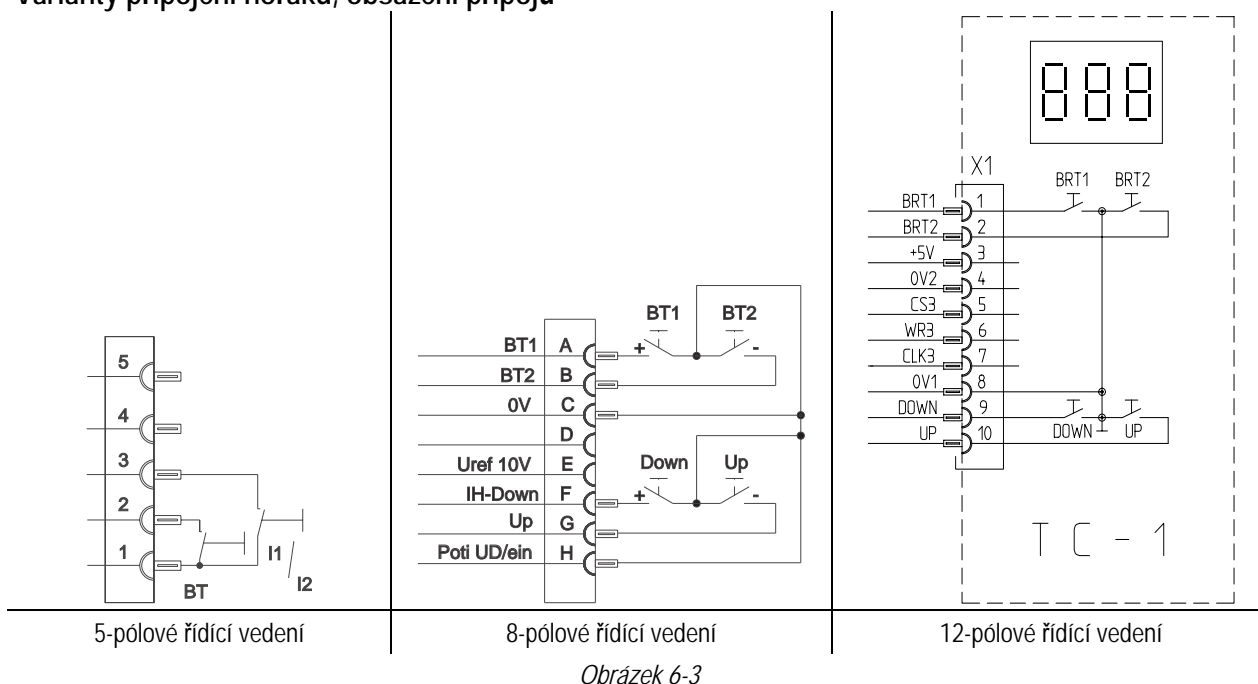 Varianty připojení hořáků, obsazení přípojů
5
4
3
2
1
BT
I1
I2
5-pólové řídící vedení
BT1 BT2
BT1 A + -
BT2 B
0V C
D
Uref 10V E Down Up
IH-Down F + -
Up G
Poti UD/ein H
8-pólové řídící vedení
888
X1
BRT1 BRT2
BRT1 1
BRT2 2
+5V 3
0V2 4
CS3 5
WR3 6
CLK3 7
0V1 8
DOWN 9
UP 10 DOWN UP
TC-1
12-pólové řídící vedení
Obrázek 6-3